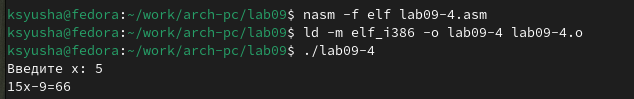 ksyusha@fedora:~/work/arch-pc/lab09$ nasm -f elf lab09-4.asm
ksyusha@fedora:~/work/arch-pc/lab09$ ld -m elf_i386 -o lab09-4 lab09-4.o
ksyusha@fedora:~/work/arch-pc/lab09$ ./lab09-4
Введите x: 5
15x-9=66